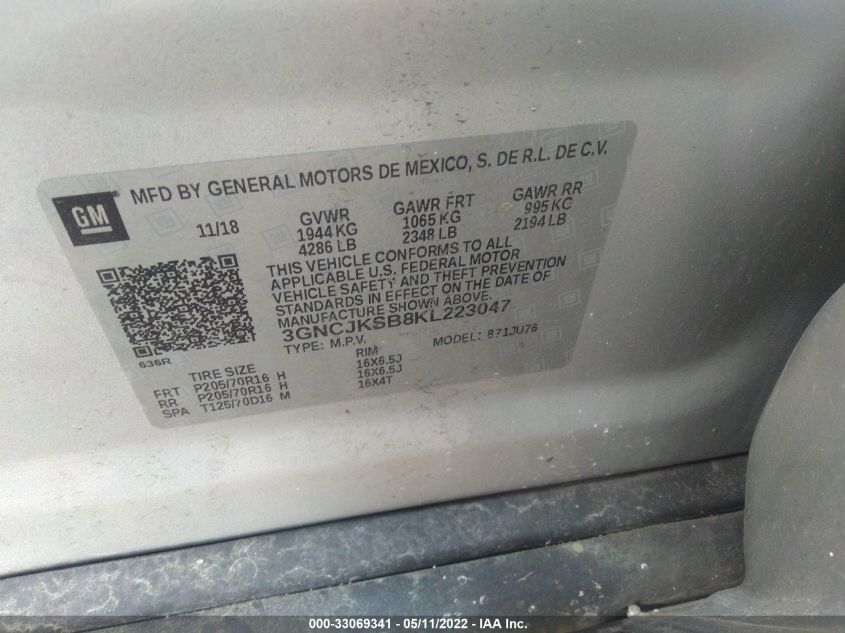 GM
MFD BY GENERAL MOTORS DE MEXICO, S. DE R.L. DE C.V.
11/18 GVWR GAWR FRT GAWR RR
1944 KG 1065 KG 995 KG
4286 LB 2348 LB 2194 LB
THIS VEHICLE CONFORMS TO ALL
APPLICABLE U.S. FEDERAL MOTOR
VEHICLE SAFETY AND THEFT PREVENTION
STANDARDS IN EFFECT ON THE DATE OF
MANUFACTURE SHOWN ABOVE.
3GNCJKSB8KL223047
TYPE: M.P.V. MODEL: 871JU76
636R
TIRE SIZE RIM
FRT P205/70R16 H 16X6.5J
RR P205/70R16 H 16X6.5J
SPA T125/70D16 M 16X4T
000-33069341 - 05/11/2022 - IAA Inc.